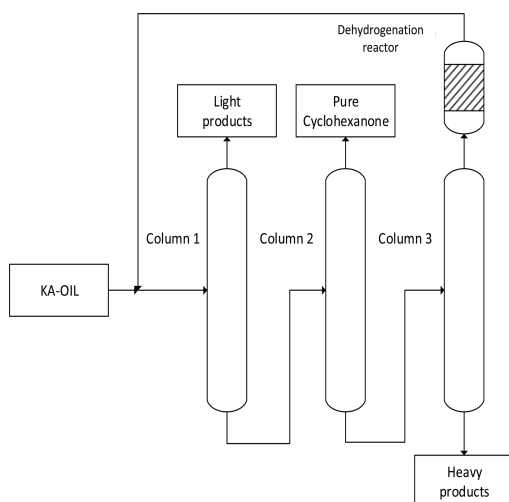 Dehydrogenation
reactor
Light
products
Pure
Cyclohexanone
Column 1
Column 2
Column 3
KA-OIL
Heavy
products